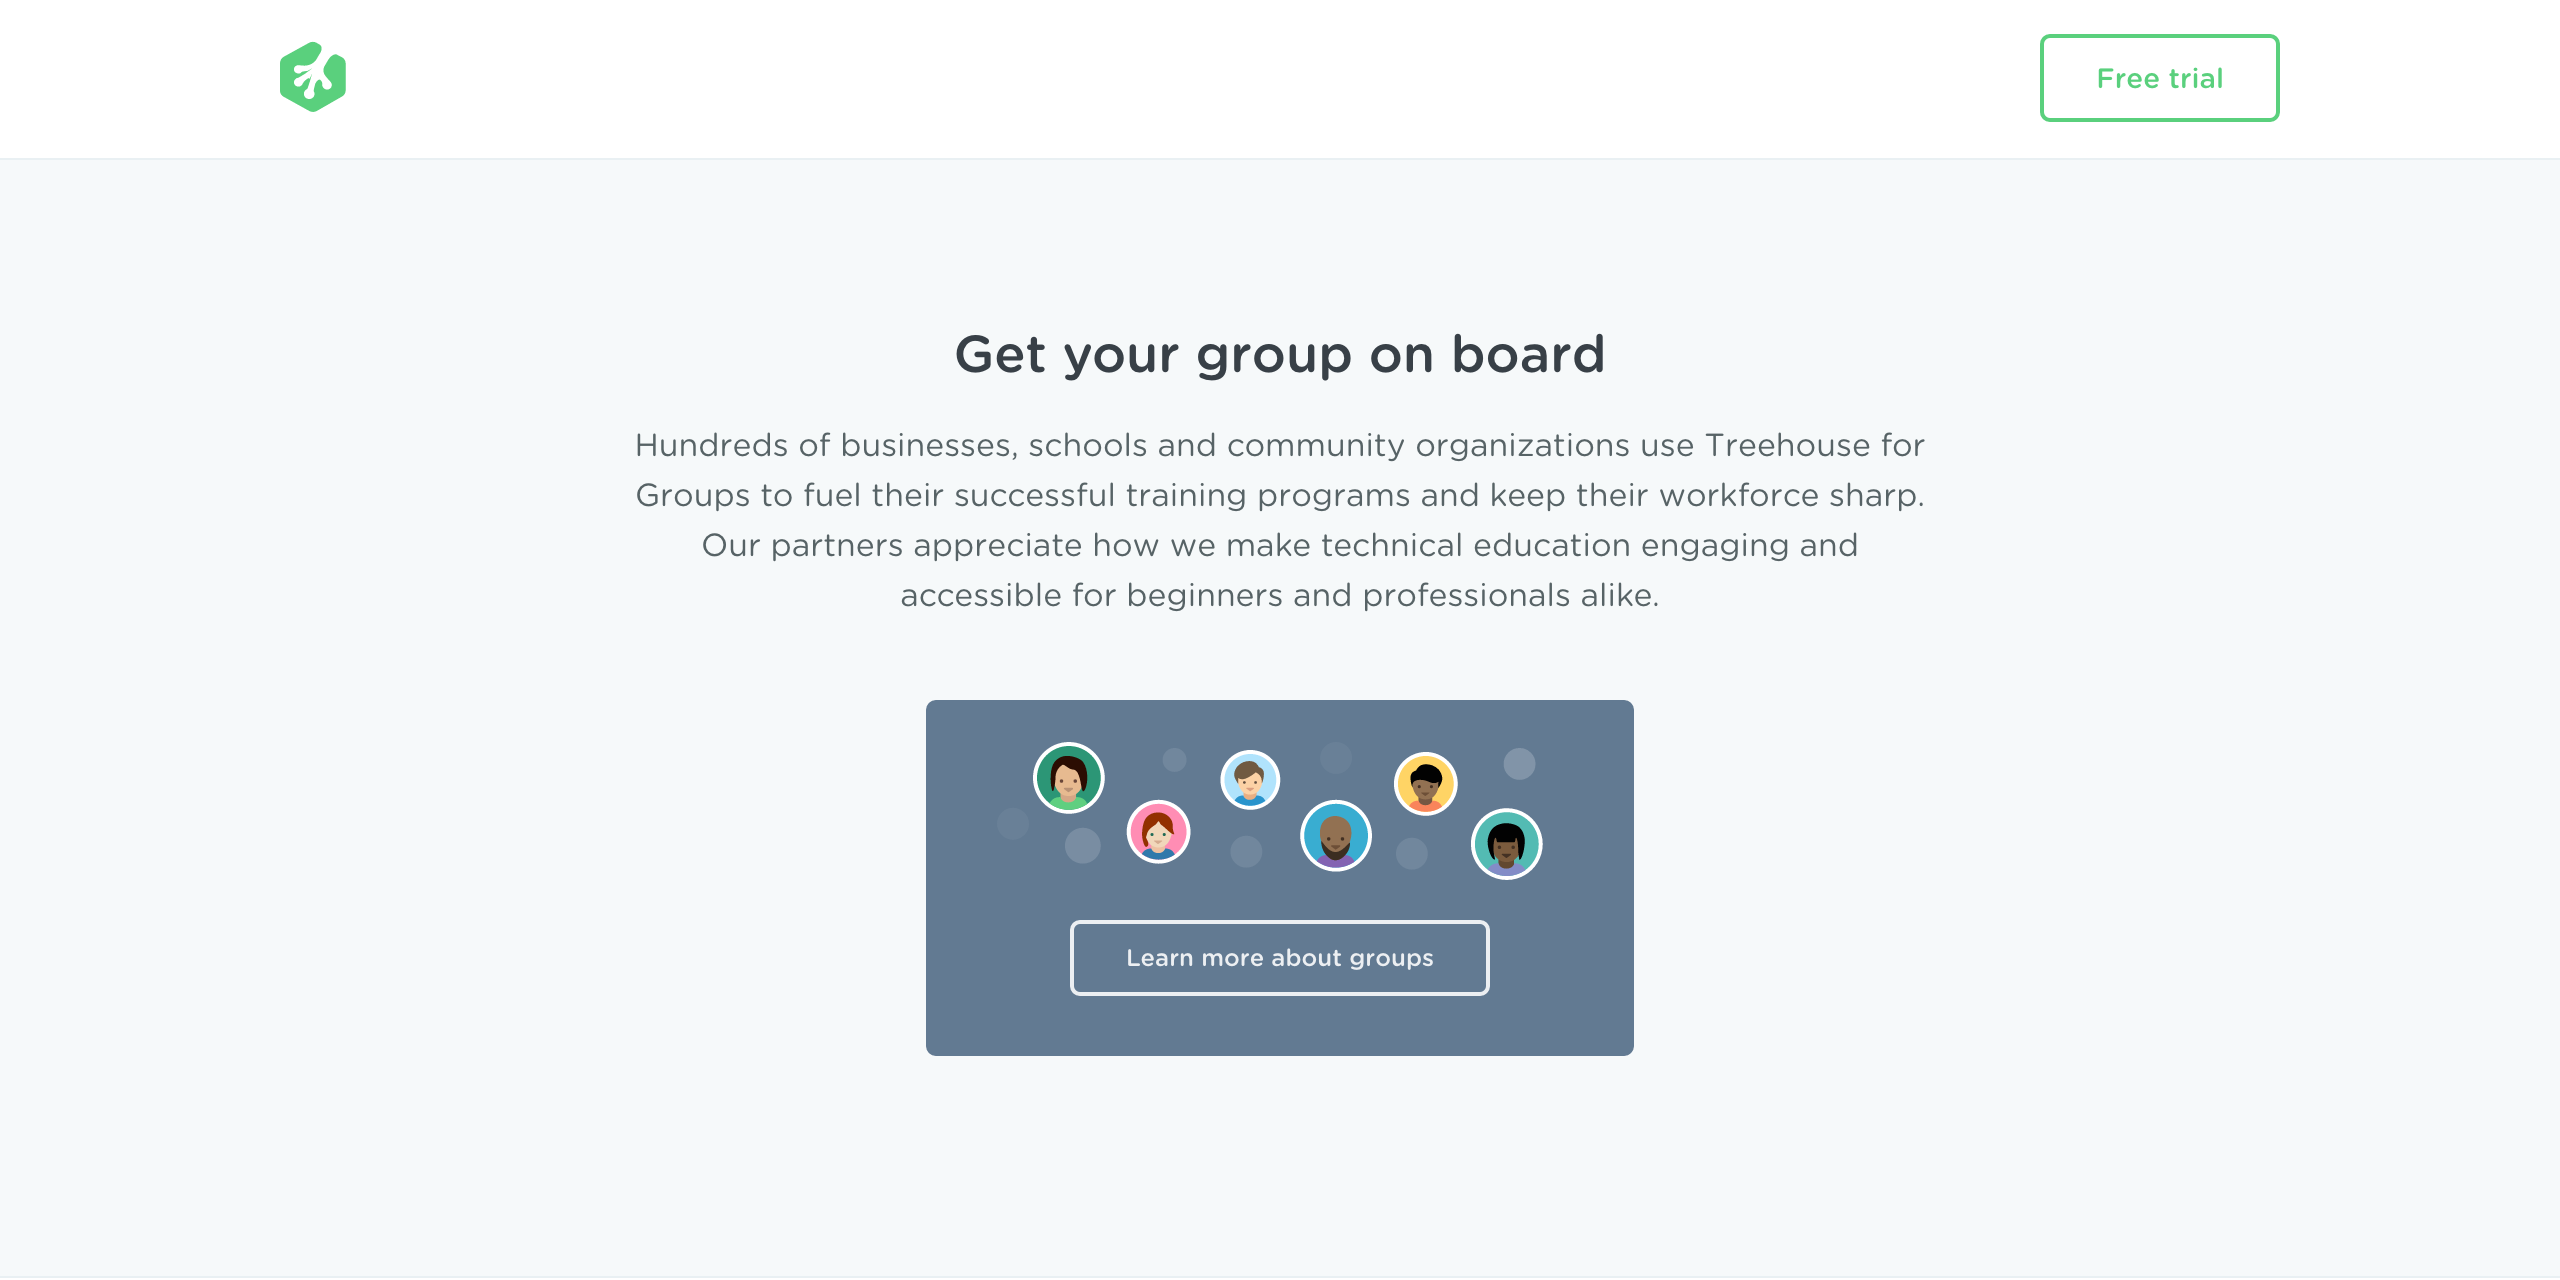 Free trial
Get your group on board
Hundreds of businesses, schools and community organizations use Treehouse for
Groups to fuel their successful training programs and keep their workforce sharp.
Our partners appreciate how we make technical education engaging and
accessible for beginners and professionals alike.
Learn more about groups